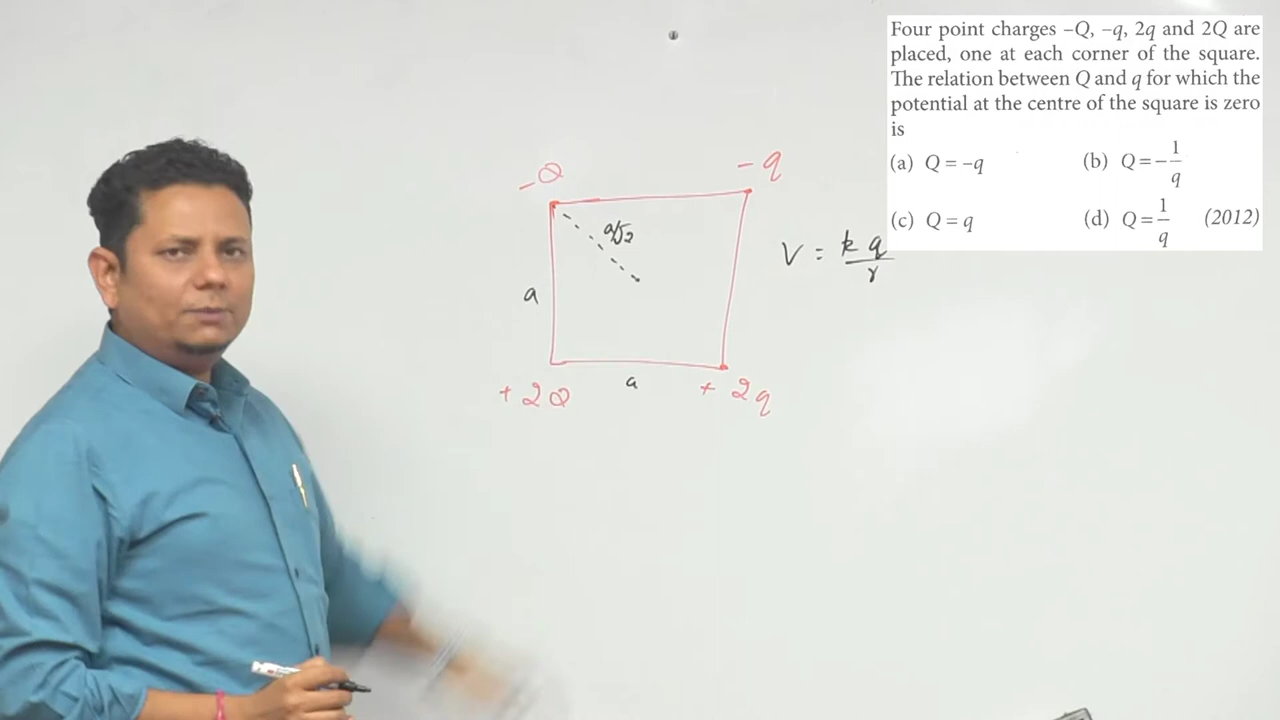 Four point charges –Q, –q, 2q and 2Q are
placed, one at each corner of the square.
The relation between Q and q for which the
potential at the centre of the square is zero
is
(a) Q = –q (b) Q = – 1/q
(c) Q = q (d) Q = 1/q (2012)
-Q -q
a/√2
V = kq/r
a
a
+2Q +2q